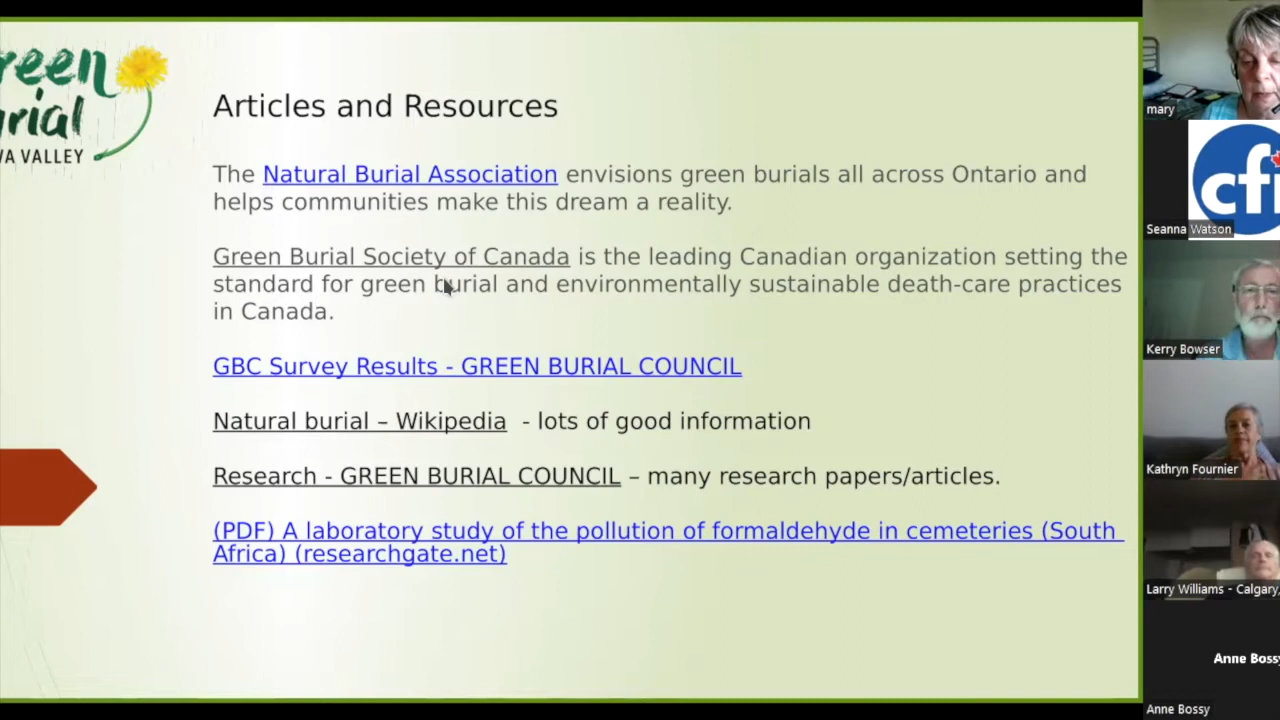 reen
rial
VA VALLEY
Articles and Resources
The Natural Burial Association envisions green burials all across Ontario and
helps communities make this dream a reality.
Green Burial Society of Canada is the leading Canadian organization setting the
standard for green burial and environmentally sustainable death-care practices
in Canada.
GBC Survey Results - GREEN BURIAL COUNCIL
Natural burial – Wikipedia - lots of good information
Research - GREEN BURIAL COUNCIL – many research papers/articles.
(PDF) A laboratory study of the pollution of formaldehyde in cemeteries (South
Africa) (researchgate.net)
mary
cfi
Seanna Watson
Kerry Bowser
Kathryn Fournier
Larry Williams - Calgary,
Anne Bossy
Anne Bossy